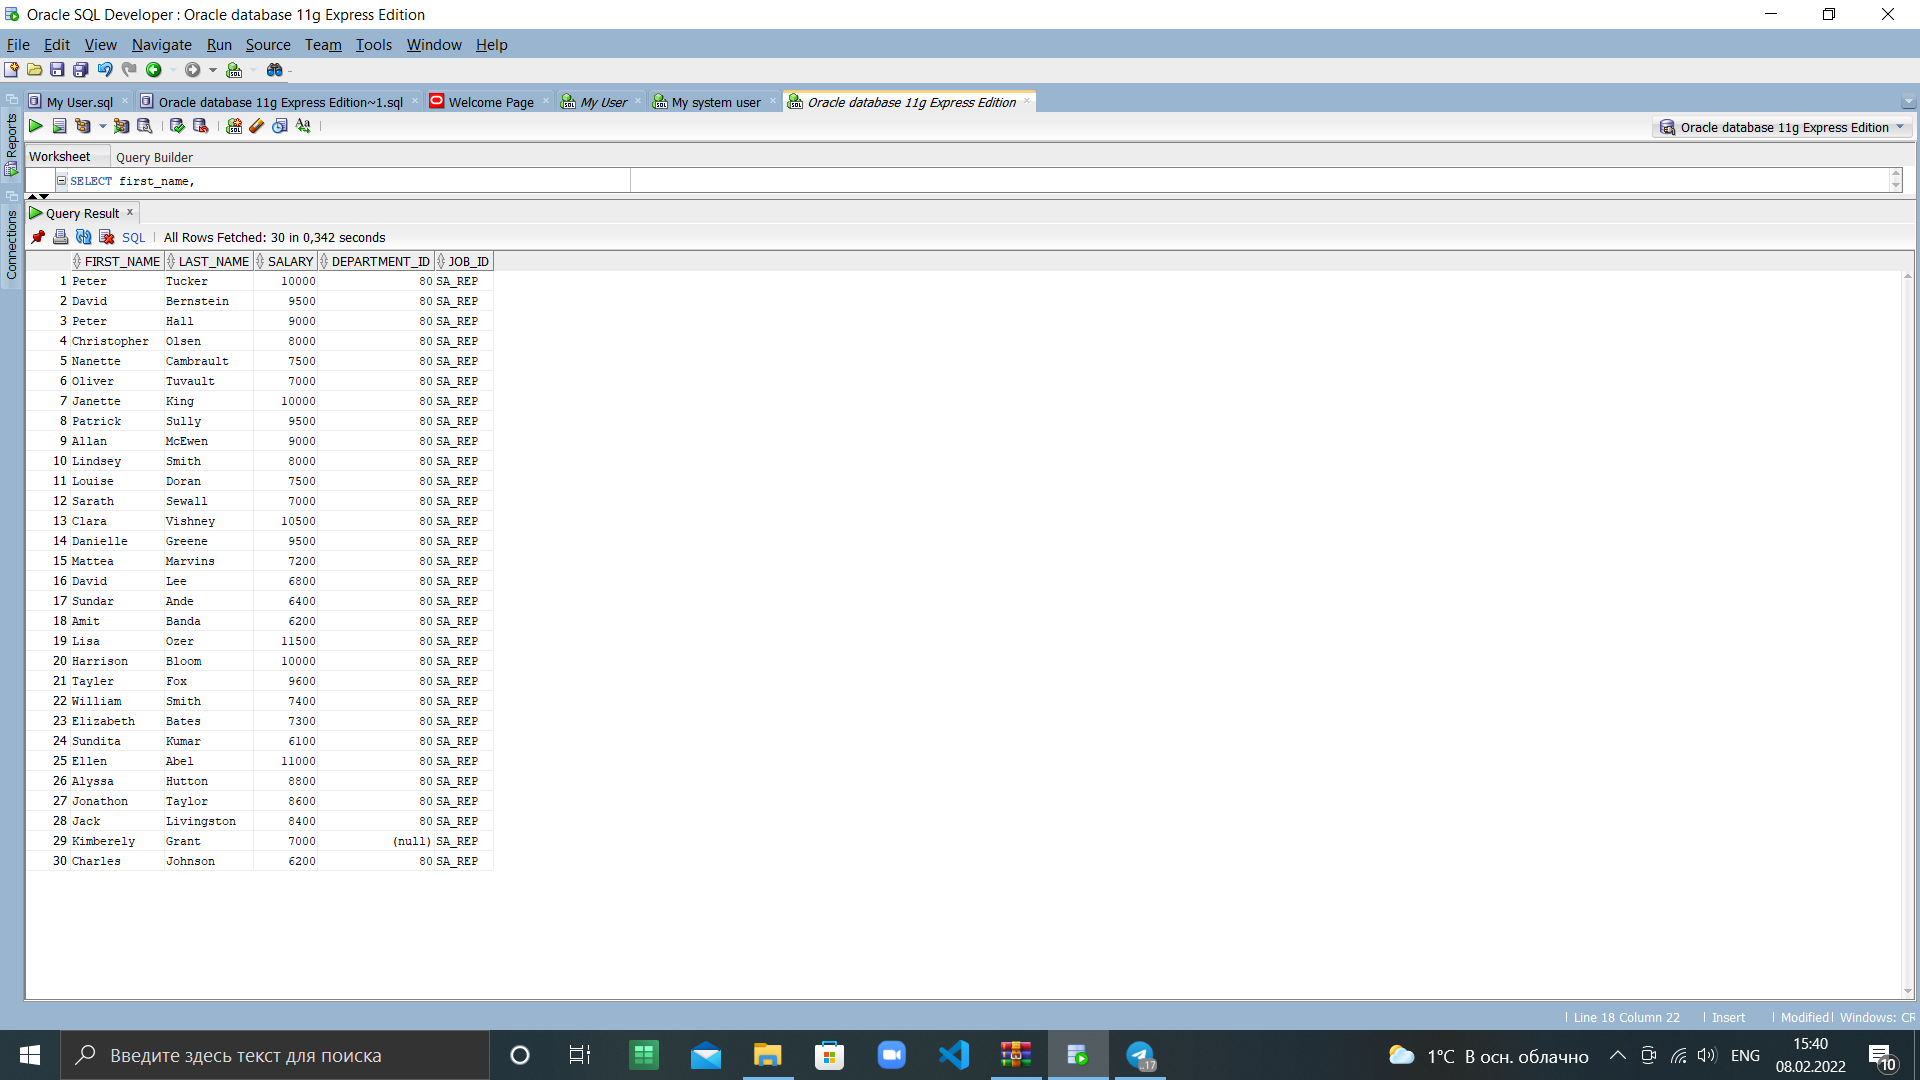 Oracle SQL Developer : Oracle database 11g Express Edition
File Edit View Navigate Run Source Team Tools Window Help
My User.sql Oracle database 11g Express Edition~1.sql Welcome Page My User My system user Oracle database 11g Express Edition
Oracle database 11g Express Edition
Reports
Connections
Worksheet Query Builder
SELECT first_name,
Query Result
SQL All Rows Fetched: 30 in 0,342 seconds
FIRST_NAME LAST_NAME SALARY DEPARTMENT_ID JOB_ID
1 Peter Tucker 10000 80 SA_REP
2 David Bernstein 9500 80 SA_REP
3 Peter Hall 9000 80 SA_REP
4 Christopher Olsen 8000 80 SA_REP
5 Nanette Cambrault 7500 80 SA_REP
6 Oliver Tuvault 7000 80 SA_REP
7 Janette King 10000 80 SA_REP
8 Patrick Sully 9500 80 SA_REP
9 Allan McEwen 9000 80 SA_REP
10 Lindsey Smith 8000 80 SA_REP
11 Louise Doran 7500 80 SA_REP
12 Sarath Sewall 7000 80 SA_REP
13 Clara Vishney 10500 80 SA_REP
14 Danielle Greene 9500 80 SA_REP
15 Mattea Marvins 7200 80 SA_REP
16 David Lee 6800 80 SA_REP
17 Sundar Ande 6400 80 SA_REP
18 Amit Banda 6200 80 SA_REP
19 Lisa Ozer 11500 80 SA_REP
20 Harrison Bloom 10000 80 SA_REP
21 Tayler Fox 9600 80 SA_REP
22 William Smith 7400 80 SA_REP
23 Elizabeth Bates 7300 80 SA_REP
24 Sundita Kumar 6100 80 SA_REP
25 Ellen Abel 11000 80 SA_REP
26 Alyssa Hutton 8800 80 SA_REP
27 Jonathon Taylor 8600 80 SA_REP
28 Jack Livingston 8400 80 SA_REP
29 Kimberely Grant 7000 (null) SA_REP
30 Charles Johnson 6200 80 SA_REP
Line 18 Column 22 Insert Modified Windows: CR
Введите здесь текст для поиска
..17
1°C В осн. облачно
ENG
15:40
08.02.2022
10